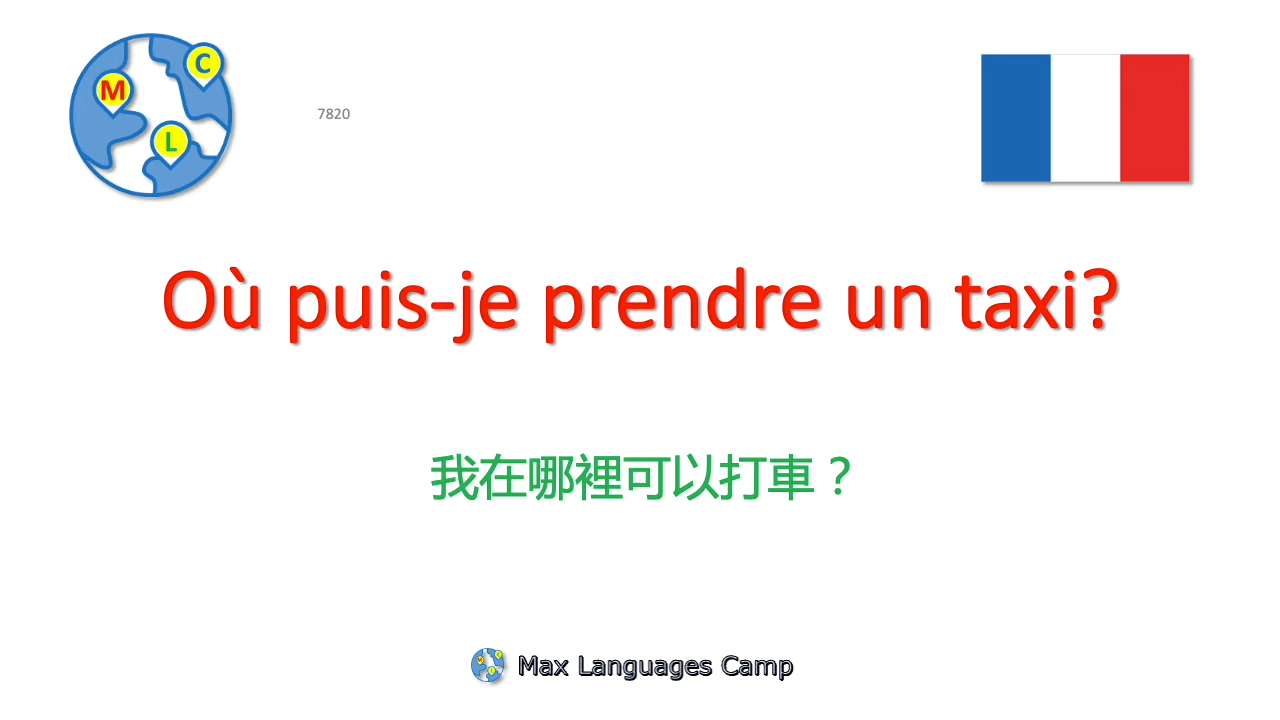 M
C
L
7820
Où puis-je prendre un taxi?
我在哪裡可以打車？
Max Languages Camp